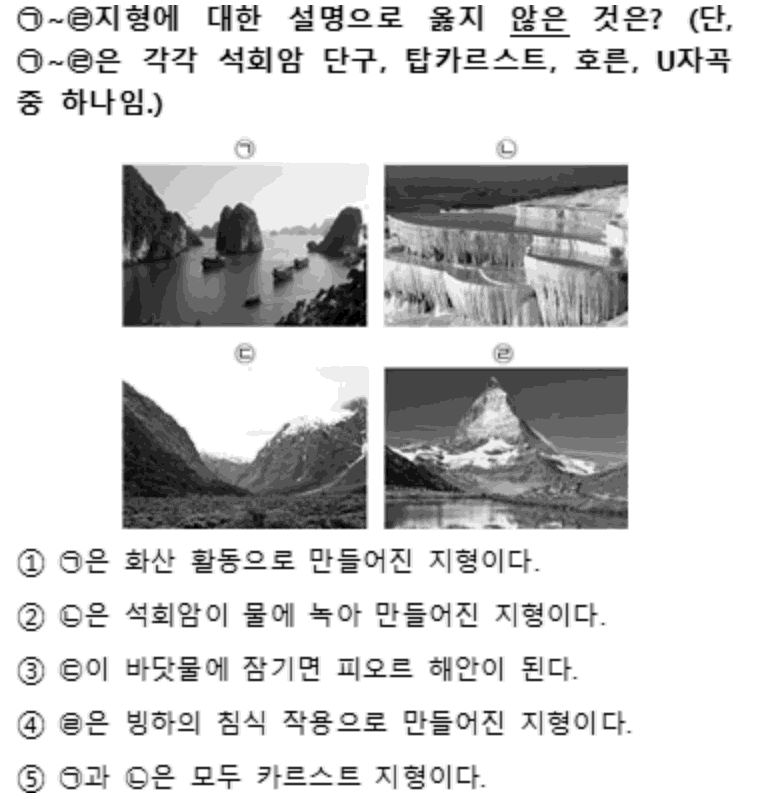 ㉠~㉣지형에 대한 설명으로 옳지 않은 것은? (단,
㉠~㉣은 각각 석회암 단구, 탑카르스트, 호른, U자곡
중 하나임.)
㉠ ㉡
㉢ ㉣
① ㉠은 화산 활동으로 만들어진 지형이다.
② ㉡은 석회암이 물에 녹아 만들어진 지형이다.
③ ㉢이 바닷물에 잠기면 피오르 해안이 된다.
④ ㉣은 빙하의 침식 작용으로 만들어진 지형이다.
⑤ ㉠과 ㉡은 모두 카르스트 지형이다.